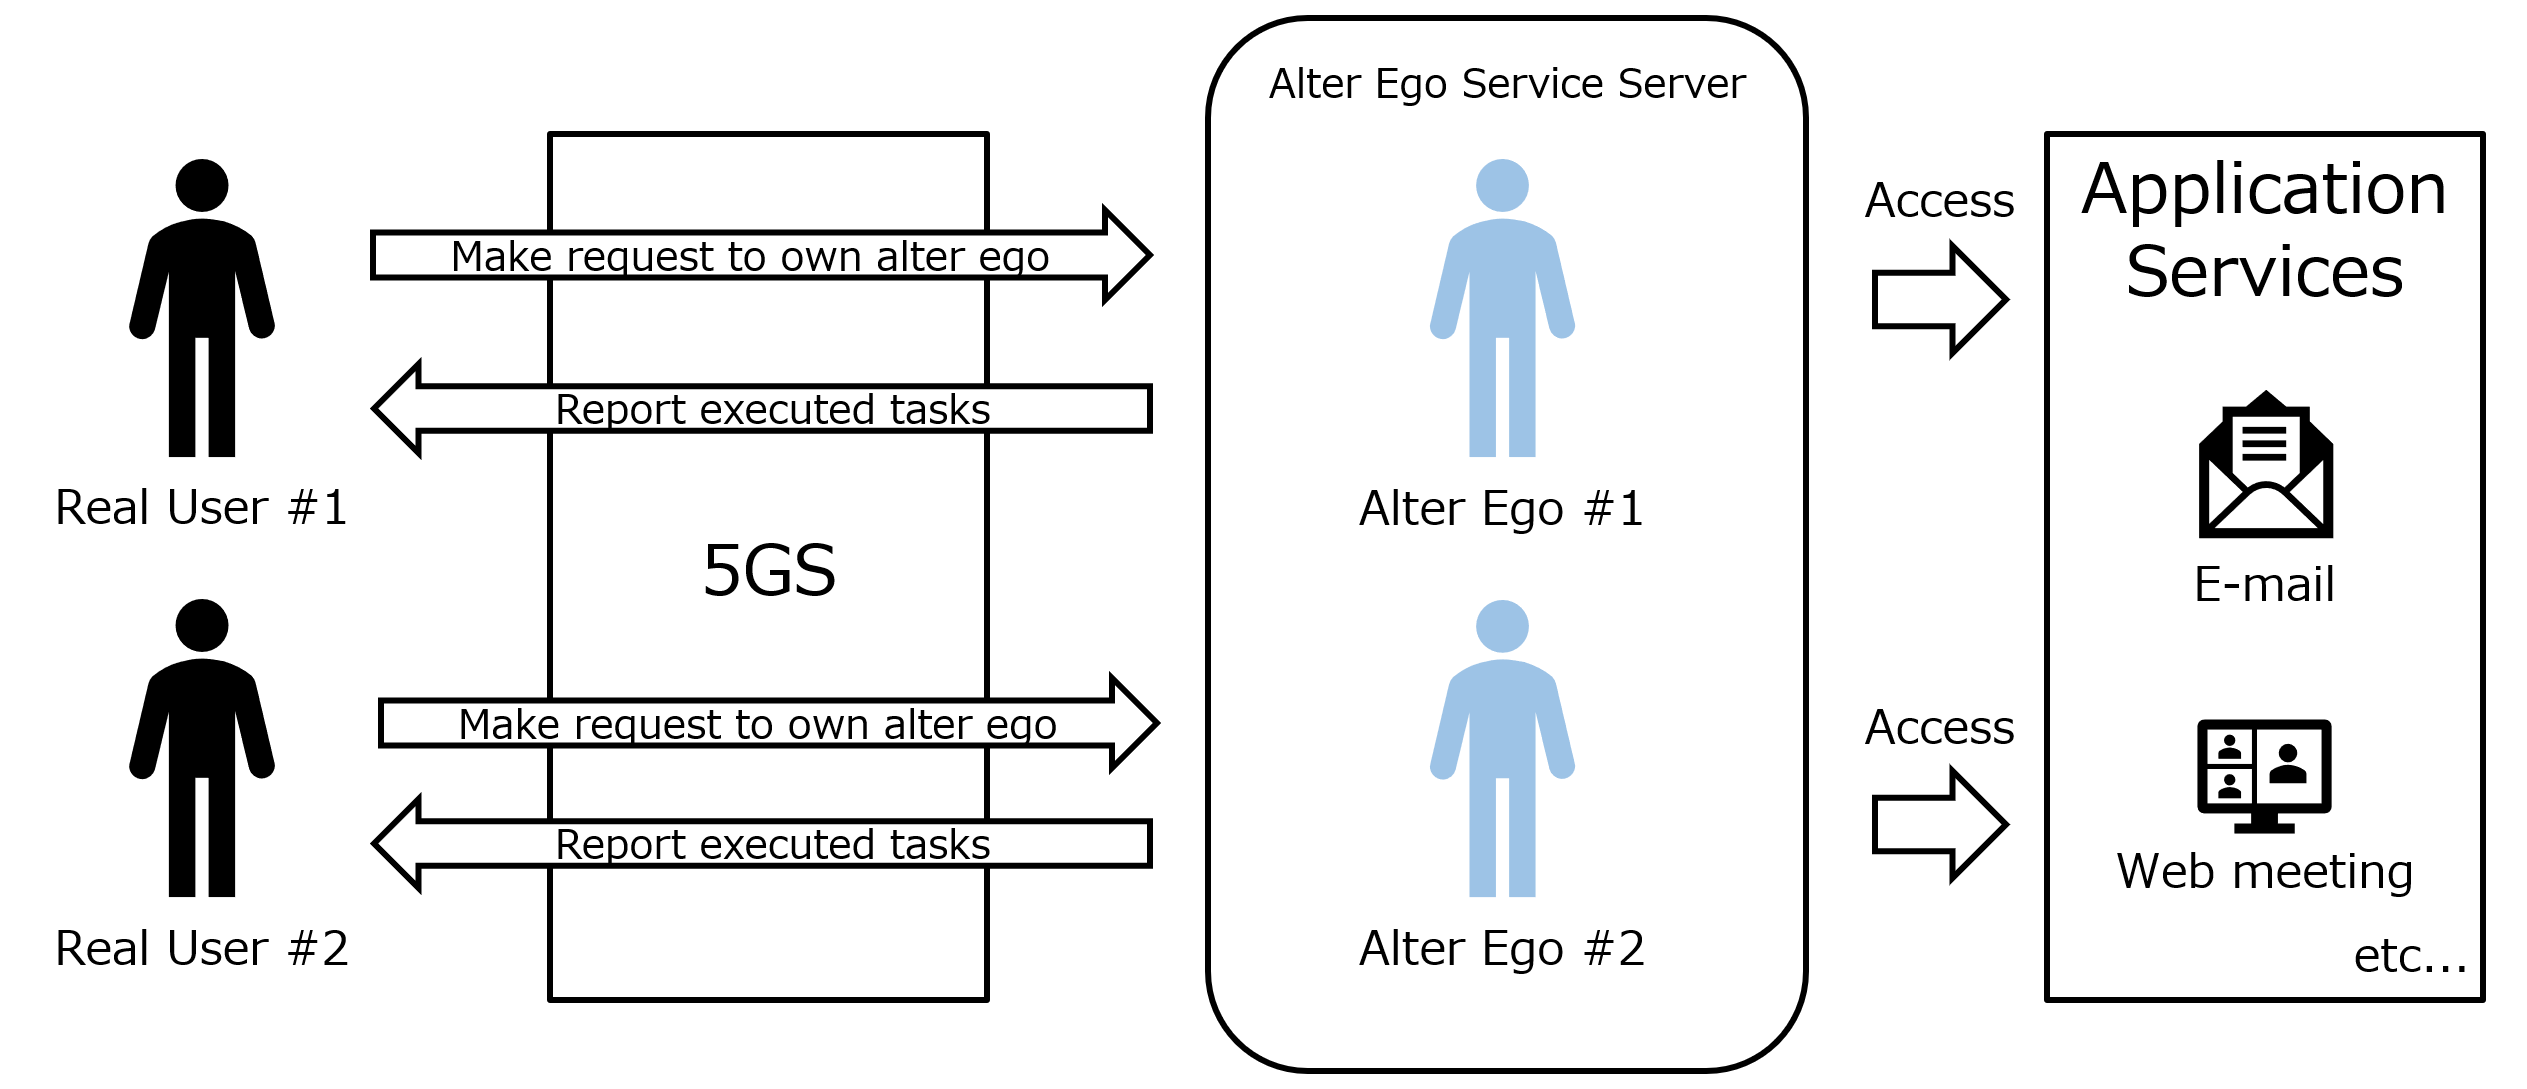 Alter Ego Service Server
Make request to own alter ego
Report executed tasks
Real User #1
5GS
Make request to own alter ego
Report executed tasks
Real User #2
Alter Ego #1
Alter Ego #2
Access
Access
Application
Services
E-mail
Web meeting
etc...